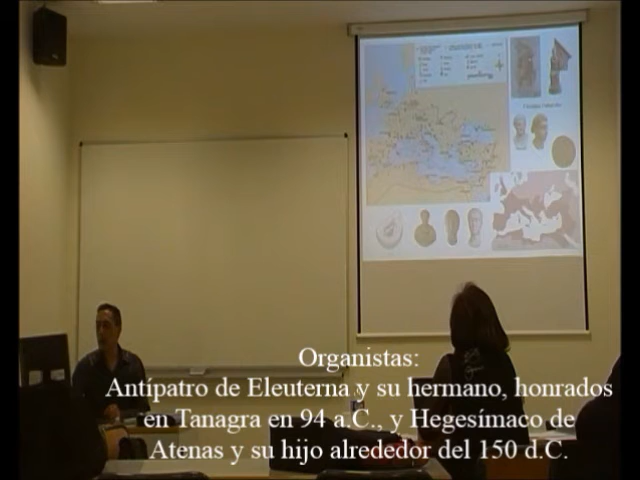 Organistas:
Antípatro de Eleuterna y su hermano, honrados
en Tanagra en 94 a.C., y Hegesímaco de
Atenas y su hijo alrededor del 150 d.C.